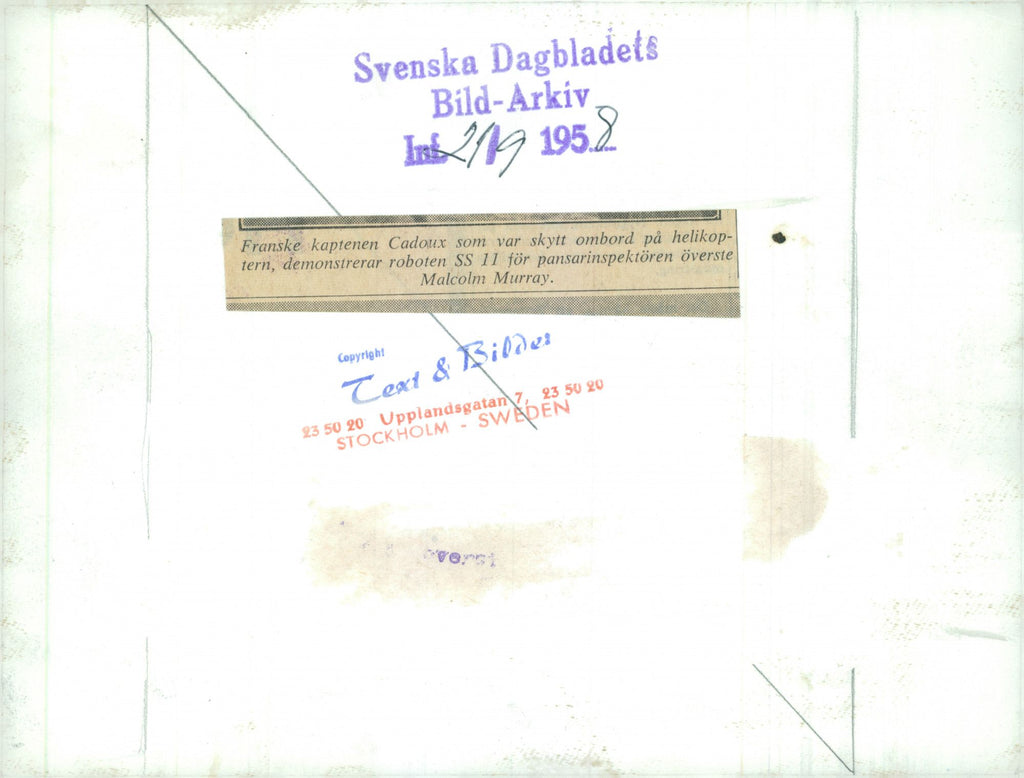 Svenska Dagbladets
Bild-Arkiv
Inf. 27/9 1958
Franske kaptenen Cadoux som var skytt ombord på helikop-
tern, demonstrerar roboten SS 11 för pansarinspektören överste
Malcolm Murray.
Copyright
Text & Bilder
23 50 20 Upplandsgatan 7, 23 50 20
STOCKHOLM - SWEDEN